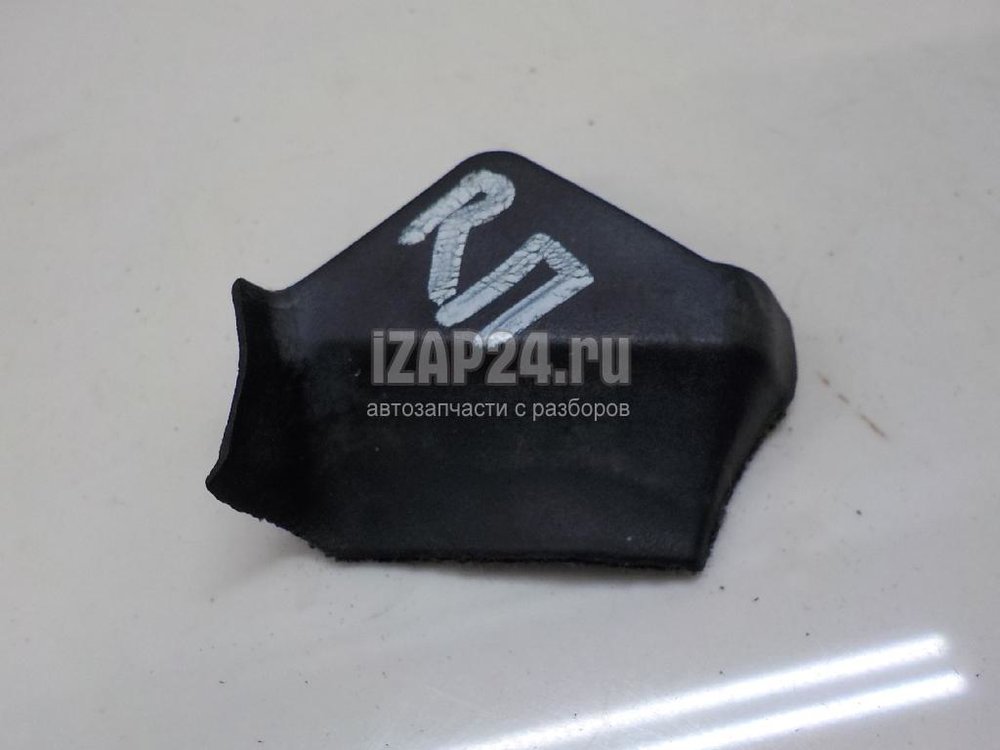 RП
iZAP24.ru
автозапчасти с разборов